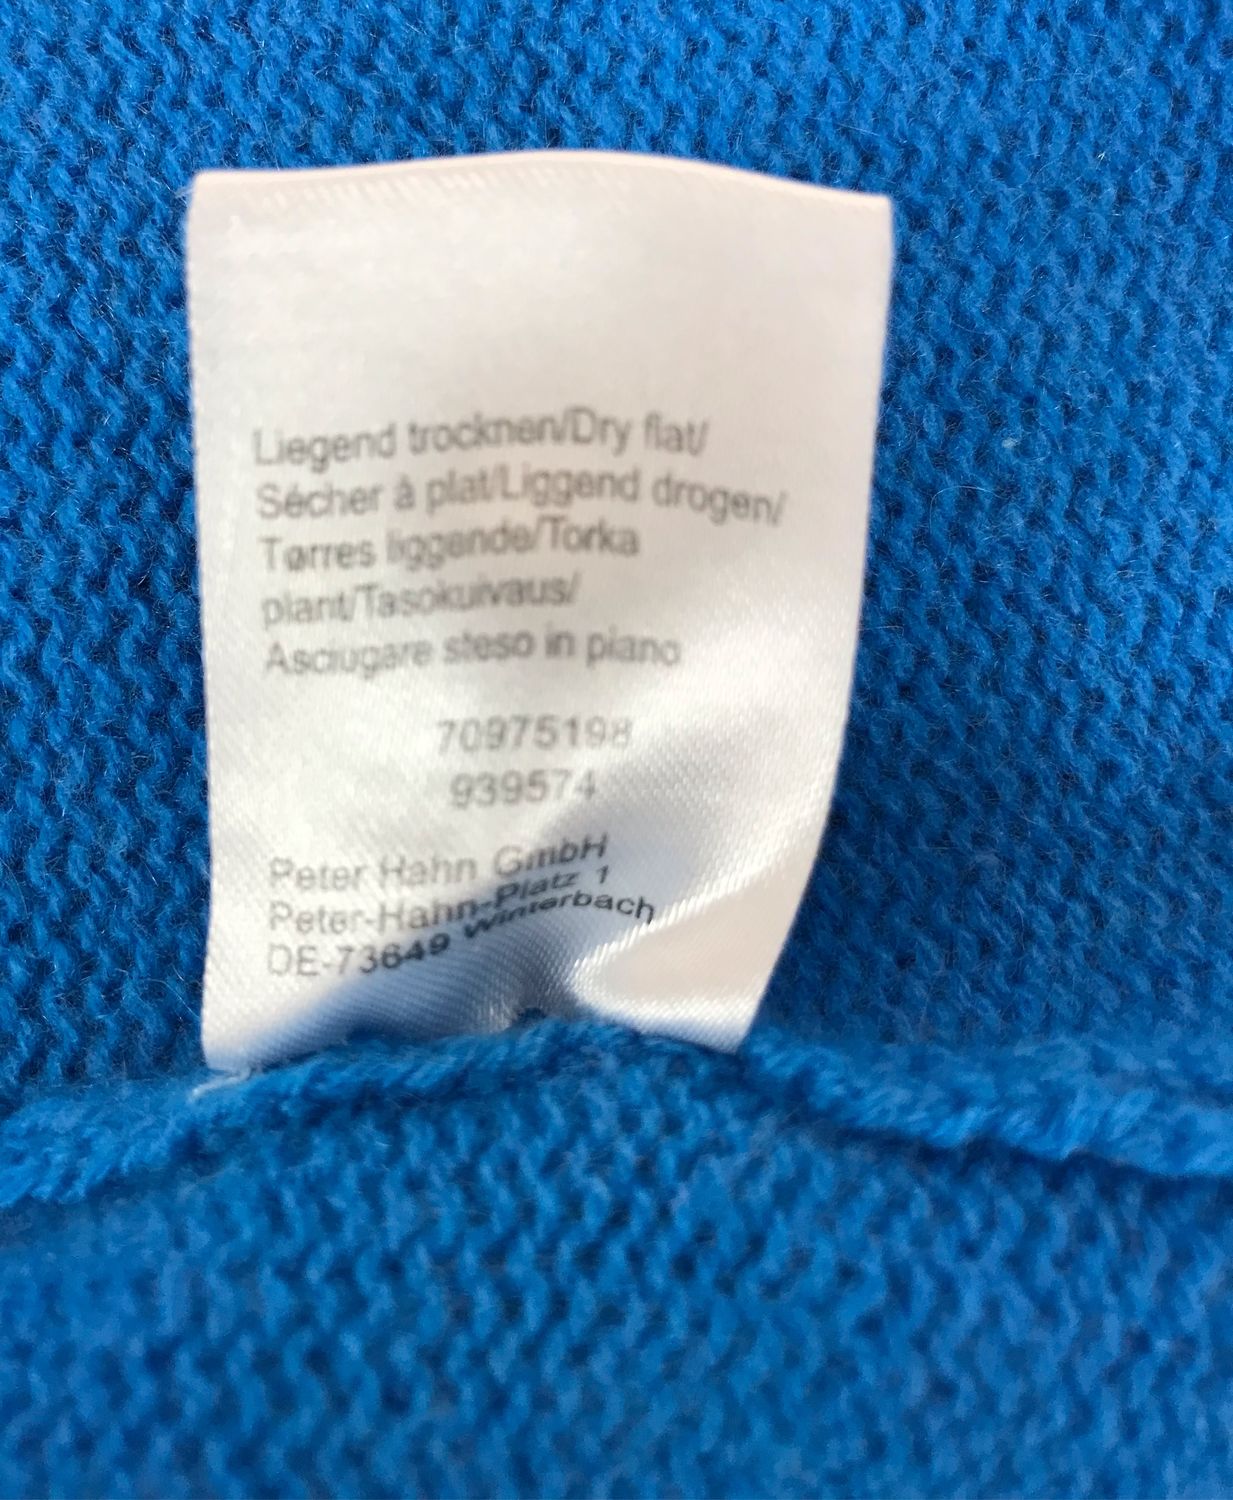 Liegend trocknen/Dry flat/
Sécher à plat/Liggend drogen/
Tørres liggende/Torka
plant/Tasokuivaus/
Asciugare steso in piano
70975198
939574
Peter Hahn GmbH
Peter-Hahn-Platz 1
DE-73649 Winterbach